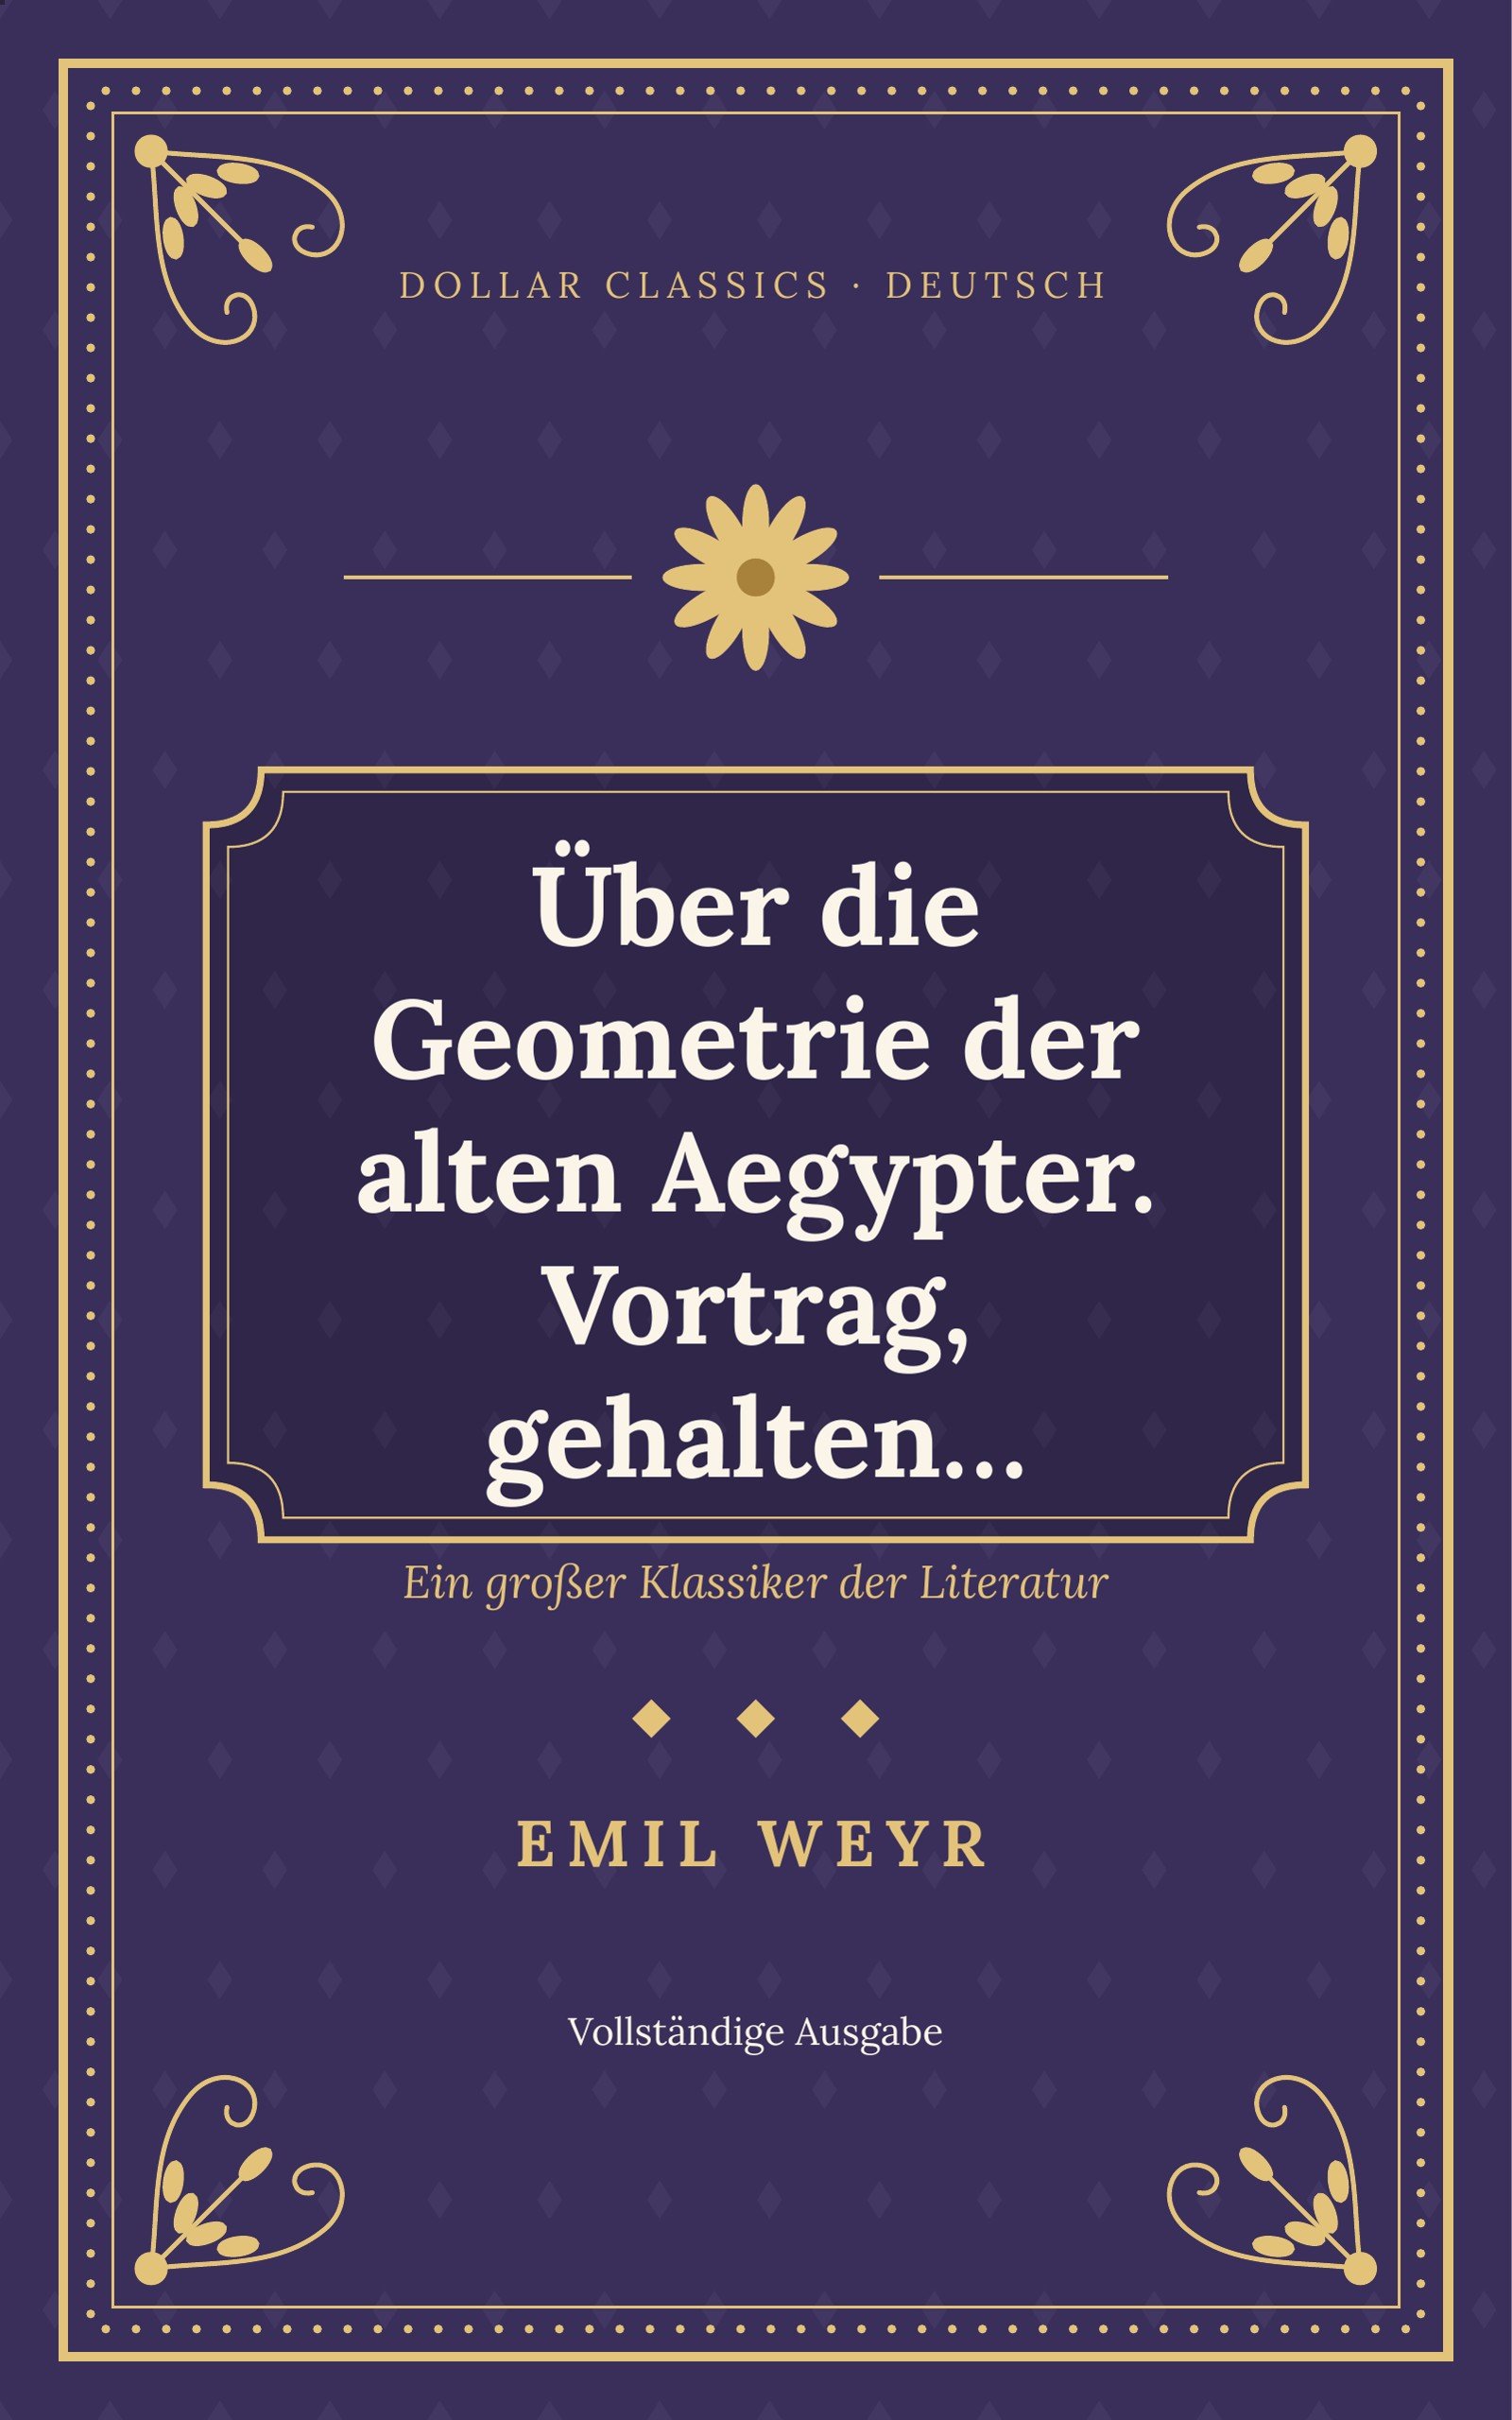 DOLLAR CLASSICS · DEUTSCH
Über die
Geometrie der
alten Aegypter.
Vortrag,
gehalten...
Ein großer Klassiker der Literatur
EMIL WEYR
Vollständige Ausgabe